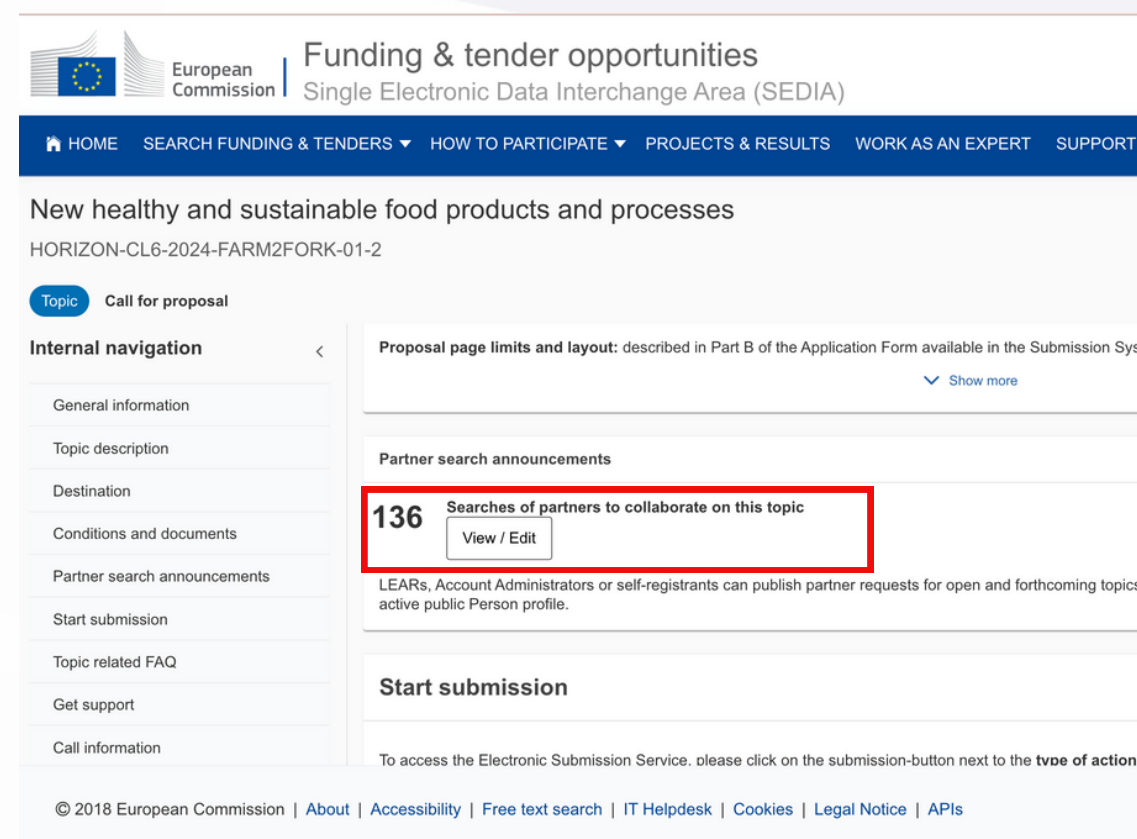 European
Commission
Funding & tender opportunities
Single Electronic Data Interchange Area (SEDIA)
HOME SEARCH FUNDING & TENDERS HOW TO PARTICIPATE PROJECTS & RESULTS WORK AS AN EXPERT SUPPORT
New healthy and sustainable food products and processes
HORIZON-CL6-2024-FARM2FORK-01-2
Topic Call for proposal
Internal navigation
General information
Topic description
Destination
Conditions and documents
Partner search announcements
Start submission
Topic related FAQ
Get support
Call information
Proposal page limits and layout: described in Part B of the Application Form available in the Submission Sys
Show more
Partner search announcements
136 Searches of partners to collaborate on this topic
View / Edit
LEARs, Account Administrators or self-registrants can publish partner requests for open and forthcoming topics
active public Person profile.
Start submission
To access the Electronic Submission Service, please click on the submission-button next to the type of action
© 2018 European Commission | About | Accessibility | Free text search | IT Helpdesk | Cookies | Legal Notice | APIs